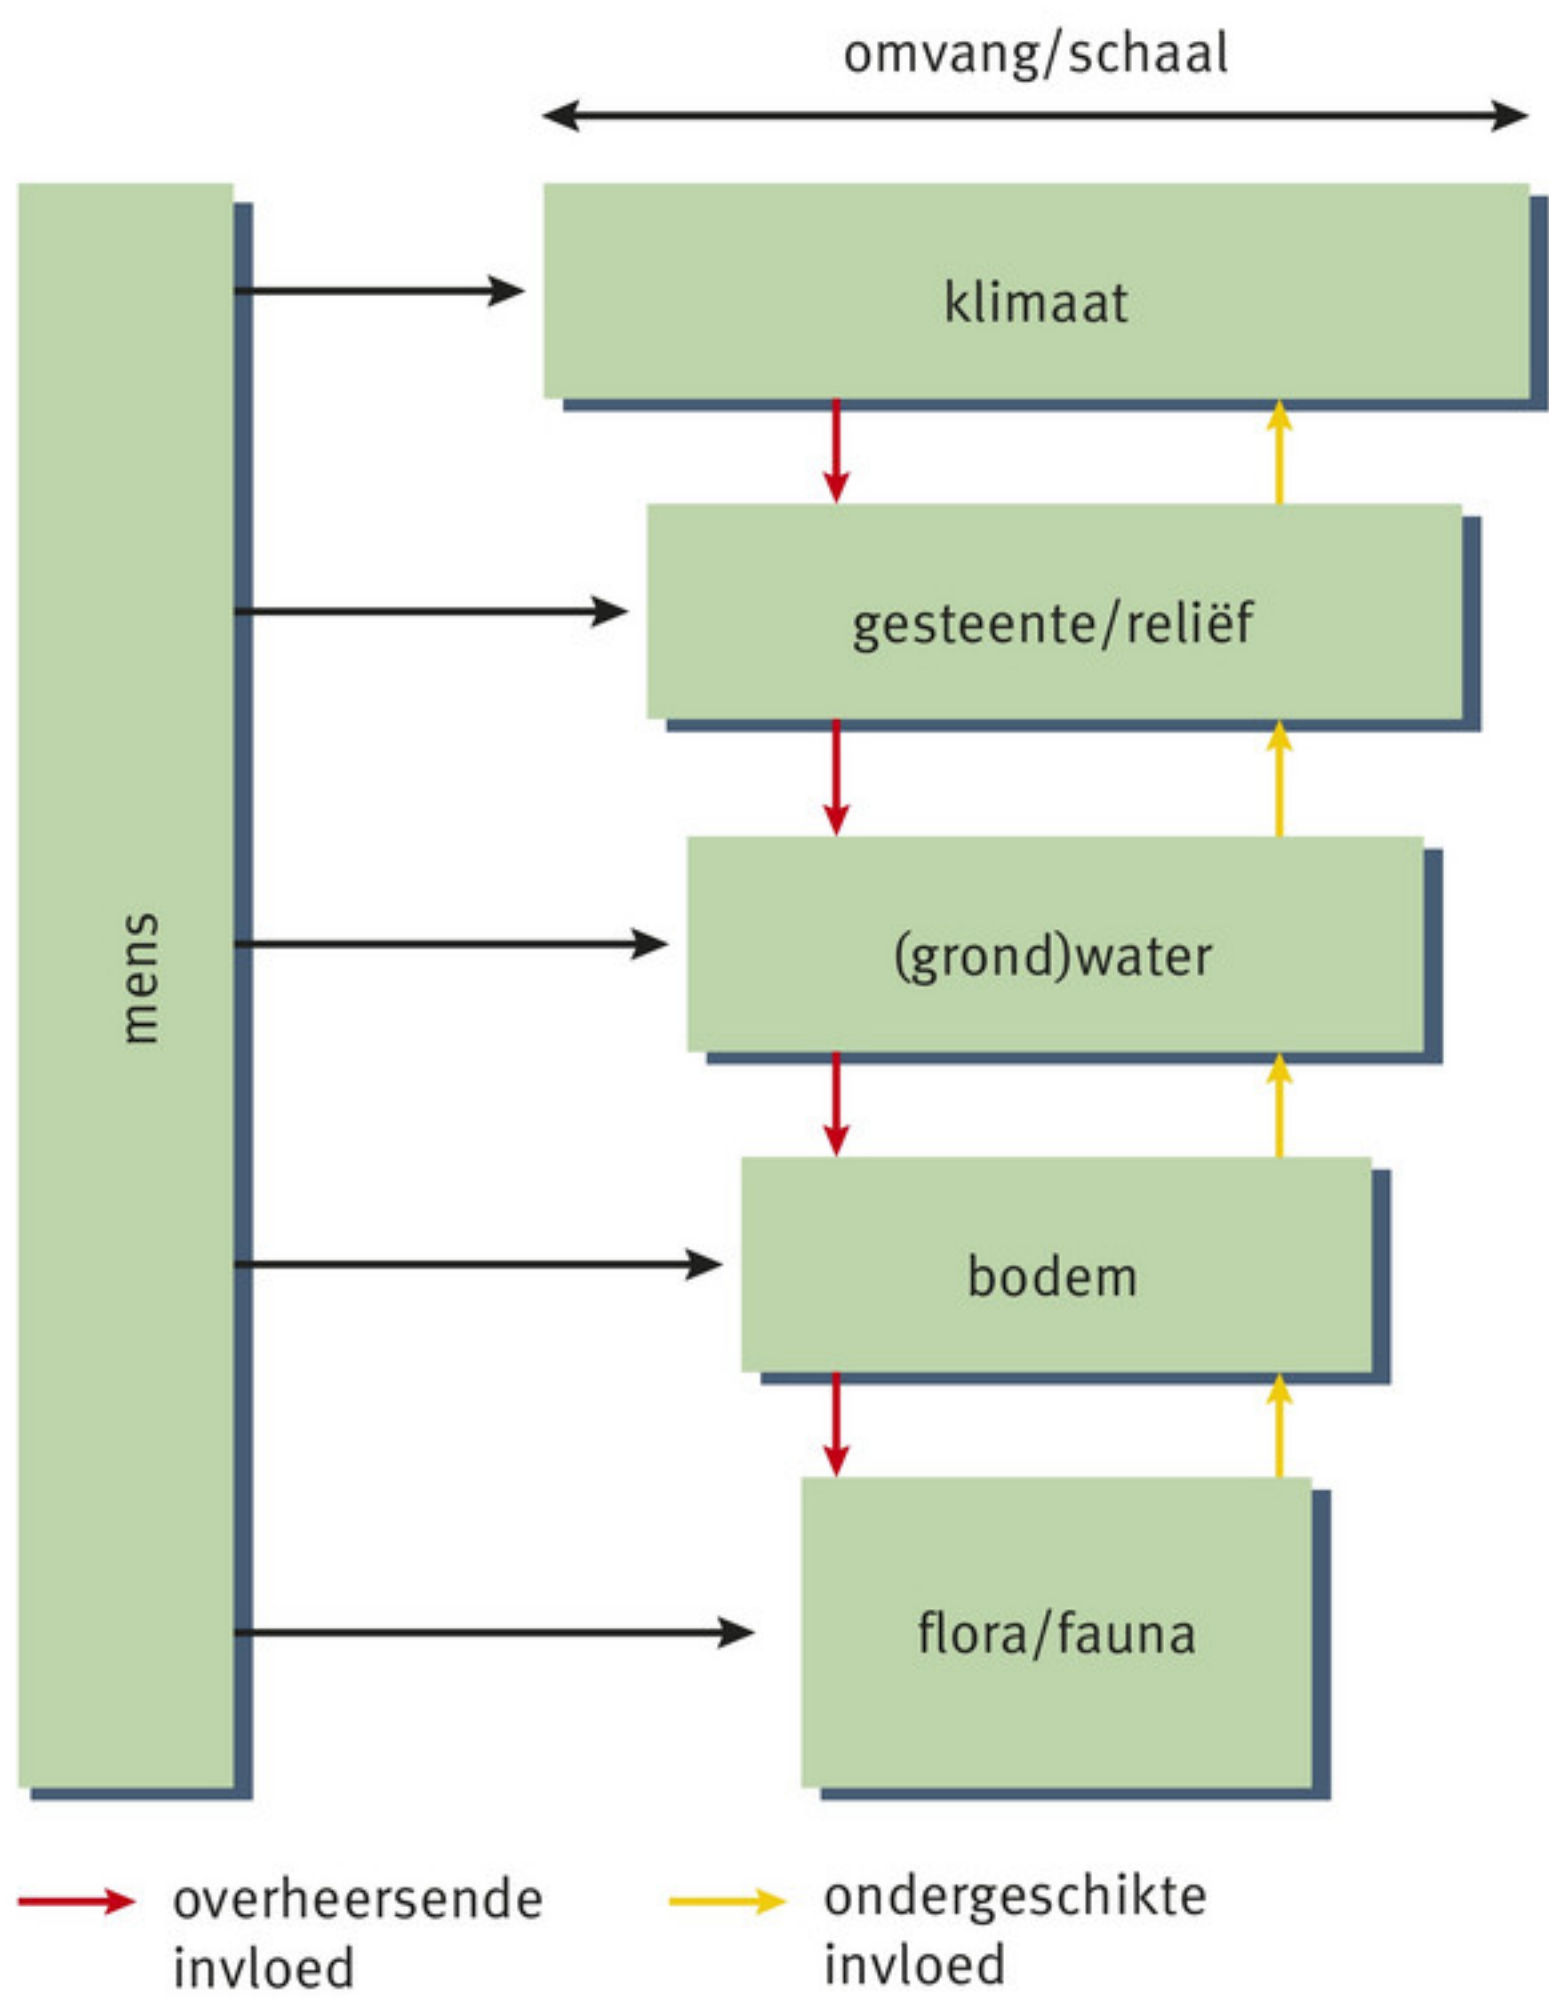 omvang/schaal
klimaat
gesteente/reliëf
(grond)water
mens
bodem
flora/fauna
overheersende
invloed
ondergeschikte
invloed